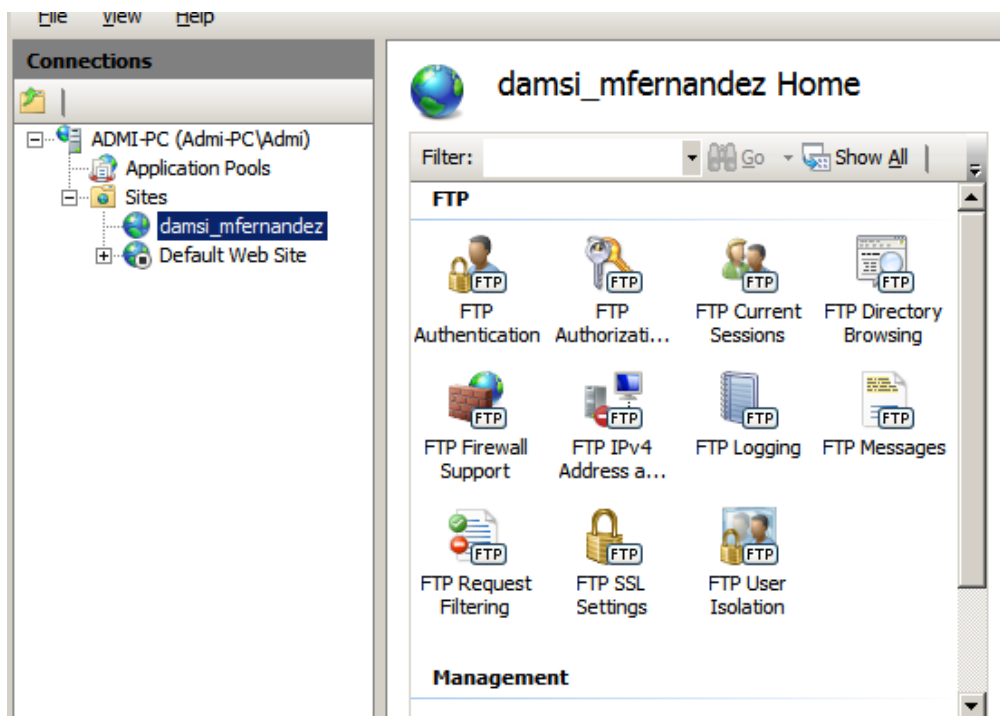 File View Help
Connections
ADMI-PC (Admi-PC\Admi)
Application Pools
Sites
damsi_mfernandez
Default Web Site
damsi_mfernandez Home
Filter: Go Show All
FTP
FTP FTP FTP FTP
FTP Authentication
FTP Authorizati...
FTP Current Sessions
FTP Directory Browsing
FTP FTP FTP FTP
FTP Firewall Support
FTP IPv4 Address a...
FTP Logging
FTP Messages
FTP FTP FTP
FTP Request Filtering
FTP SSL Settings
FTP User Isolation
Management